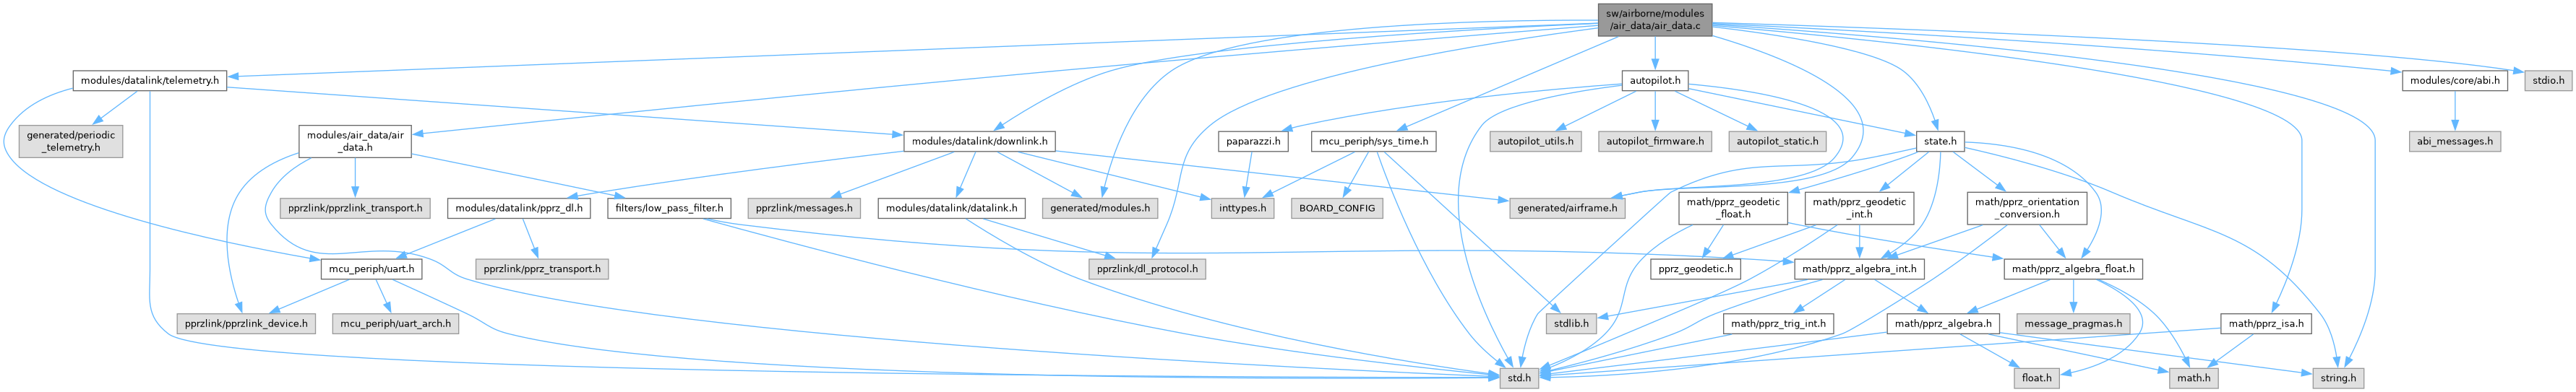 sw/airborne/modules
/air_data/air_data.c
modules/datalink/telemetry.h
autopilot.h
modules/core/abi.h
stdio.h
generated/periodic
_telemetry.h
modules/air_data/air
_data.h
modules/datalink/downlink.h
paparazzi.h
mcu_periph/sys_time.h
autopilot_utils.h
autopilot_firmware.h
autopilot_static.h
state.h
abi_messages.h
pprzlink/pprzlink_transport.h
modules/datalink/pprz_dl.h
filters/low_pass_filter.h
pprzlink/messages.h
modules/datalink/datalink.h
generated/modules.h
inttypes.h
BOARD_CONFIG
generated/airframe.h
math/pprz_geodetic
_float.h
math/pprz_geodetic
_int.h
math/pprz_orientation
_conversion.h
mcu_periph/uart.h
pprzlink/pprz_transport.h
pprzlink/dl_protocol.h
pprz_geodetic.h
math/pprz_algebra_int.h
math/pprz_algebra_float.h
pprzlink/pprzlink_device.h
mcu_periph/uart_arch.h
stdlib.h
math/pprz_trig_int.h
math/pprz_algebra.h
message_pragmas.h
math/pprz_isa.h
std.h
float.h
math.h
string.h